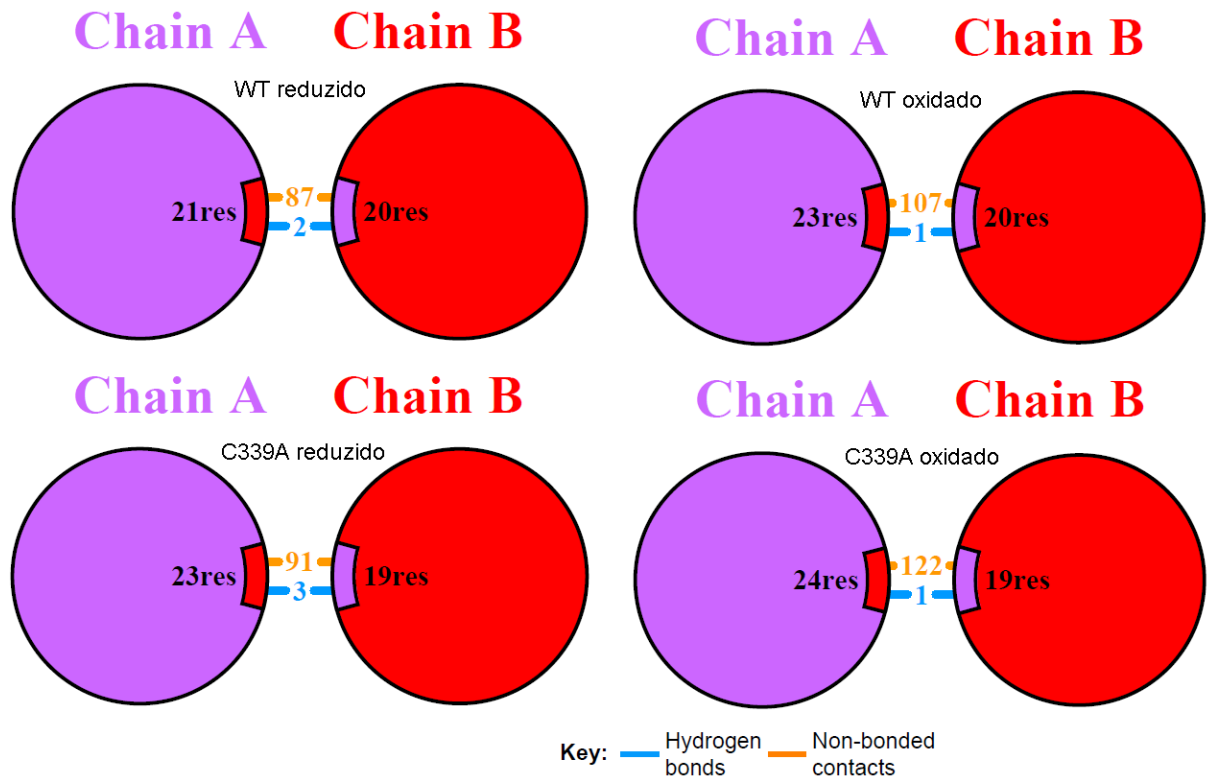 Chain A Chain B
WT reduzido
21res 87 20res
2
Chain A Chain B
WT oxidado
23res 107 20res
1
Chain A Chain B
C339A reduzido
23res 91 19res
3
Chain A Chain B
C339A oxidado
24res 122 19res
1
Key: Hydrogen bonds Non-bonded contacts